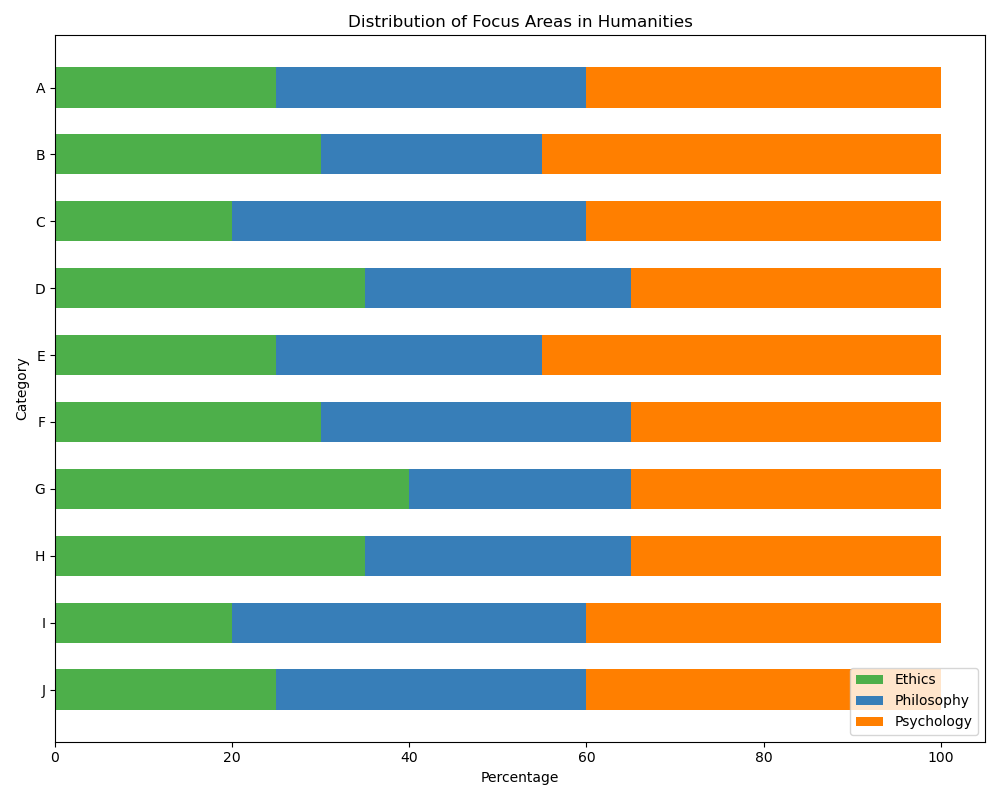 Distribution of Focus Areas in Humanities
Category
A
B
C
D
E
F
G
H
I
J
Ethics
Philosophy
Psychology
0 20 40 60 80 100
Percentage